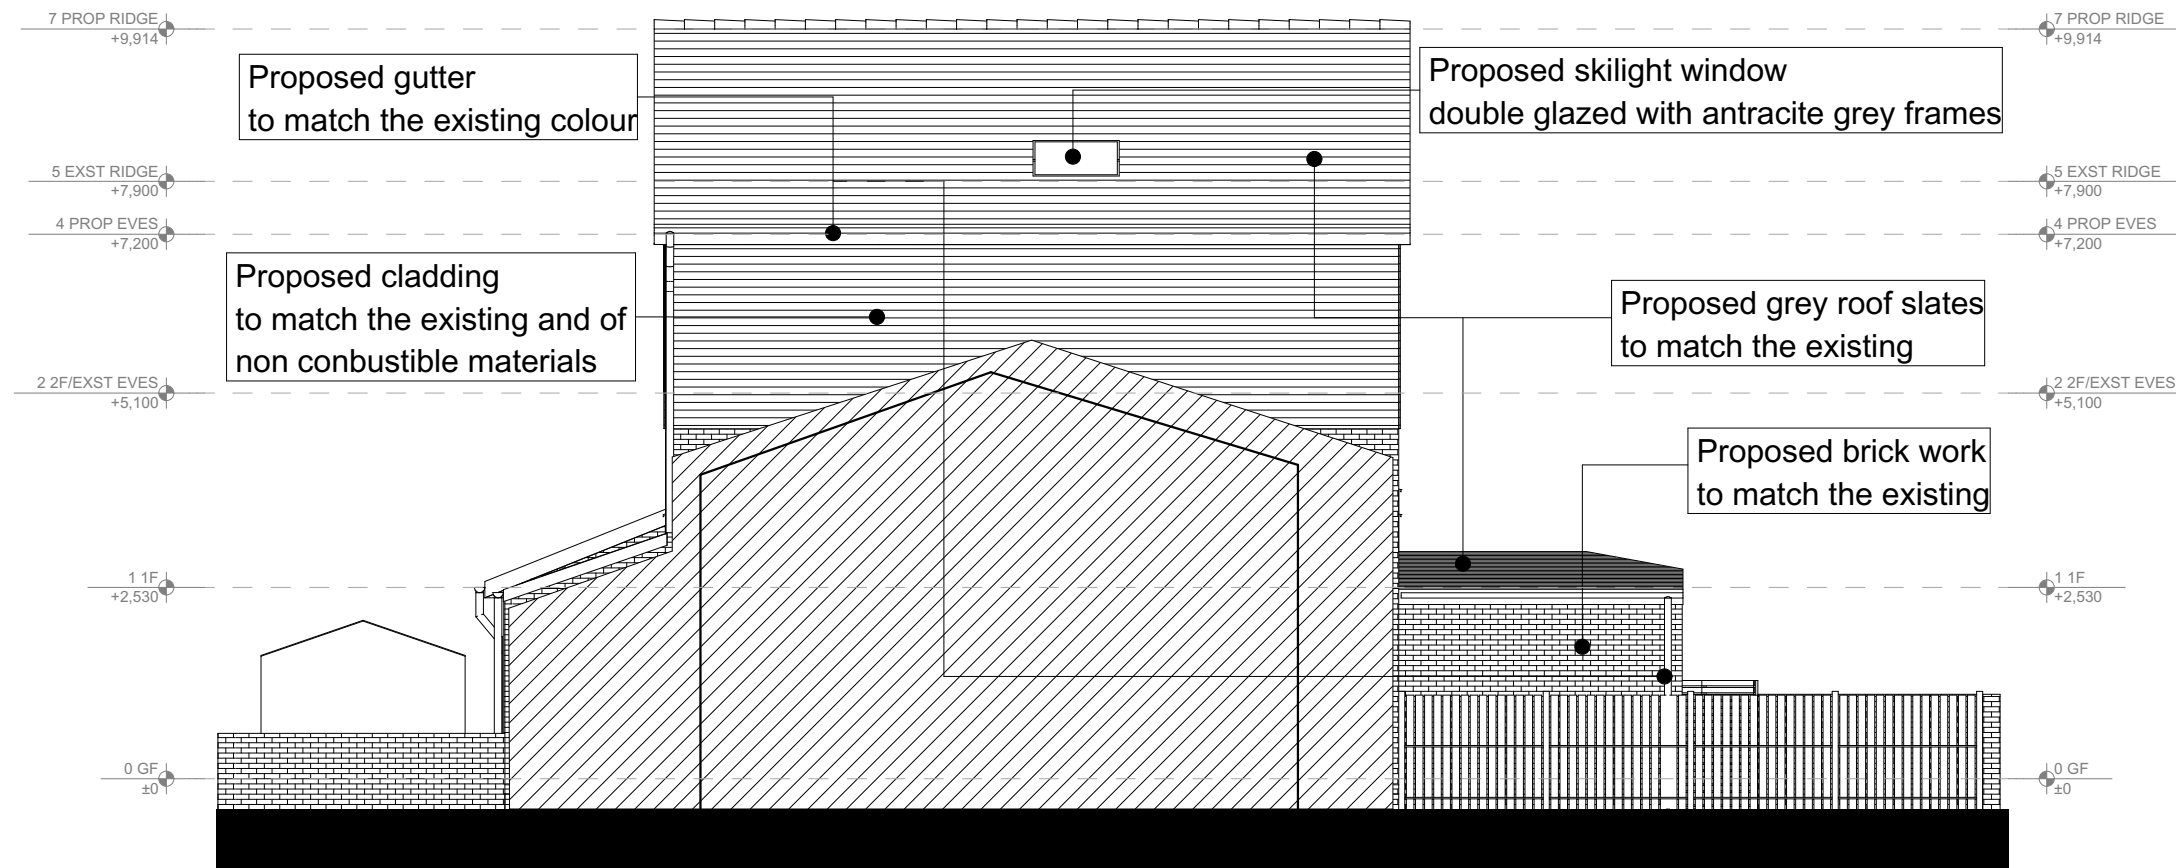 7 PROP RIDGE
+9,914
7 PROP RIDGE
+9,914
Proposed gutter
to match the existing colour
Proposed skilight window
double glazed with antracite grey frames
5 EXST RIDGE
+7,900
5 EXST RIDGE
+7,900
4 PROP EVES
+7,200
4 PROP EVES
+7,200
Proposed cladding
to match the existing and of
non conbustible materials
Proposed grey roof slates
to match the existing
2 2F/EXST EVES
+5,100
2 2F/EXST EVES
+5,100
Proposed brick work
to match the existing
1 1F
+2,530
1 1F
+2,530
0 GF
±0
0 GF
±0